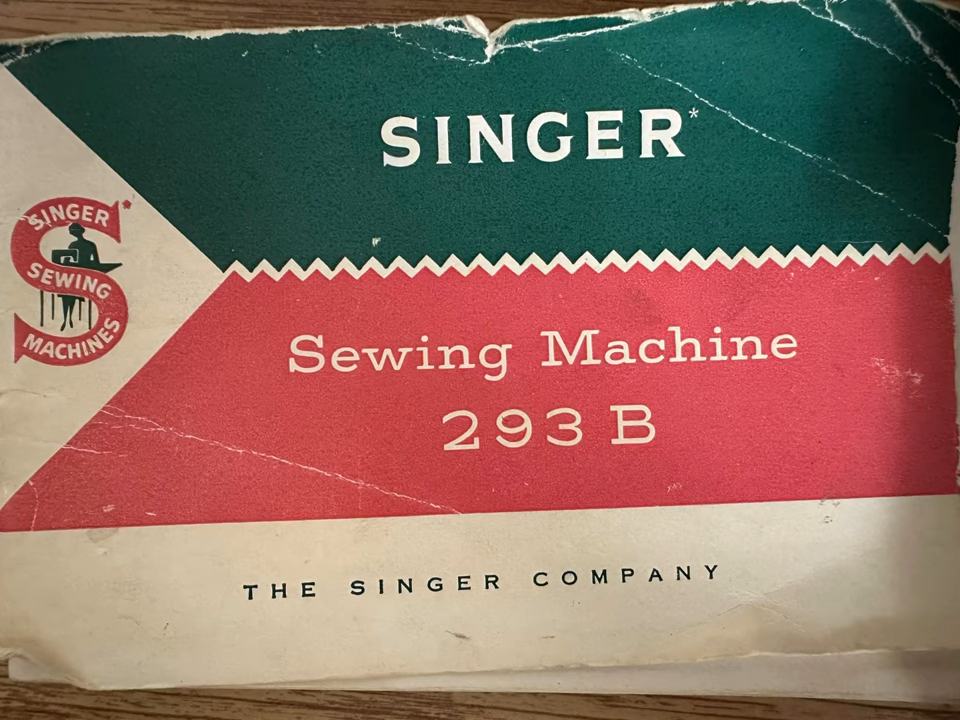 SINGER*
SINGER*
SEWING
MACHINES
Sewing Machine
293 B
THE SINGER COMPANY